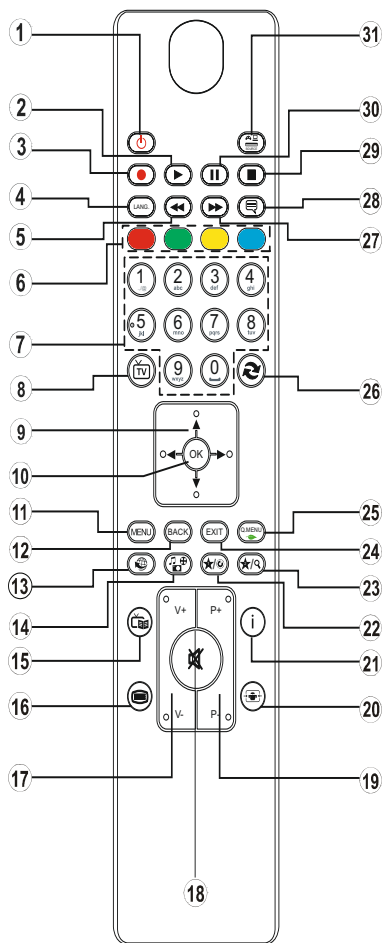 1
31
2
30
3
29
4
LANG.
28
5
27
6
1 .@
2 abc
3 def
4 ghi
5 jkl
6 mno
7 pqrs
8 tuv
7
8
TV
9 wxyz
0
26
9
OK
10
11
MENU
BACK
EXIT
Q.MENU
25
12
24
13
23
14
22
V+
P+
15
i
21
16
20
V-
P-
17
19
18